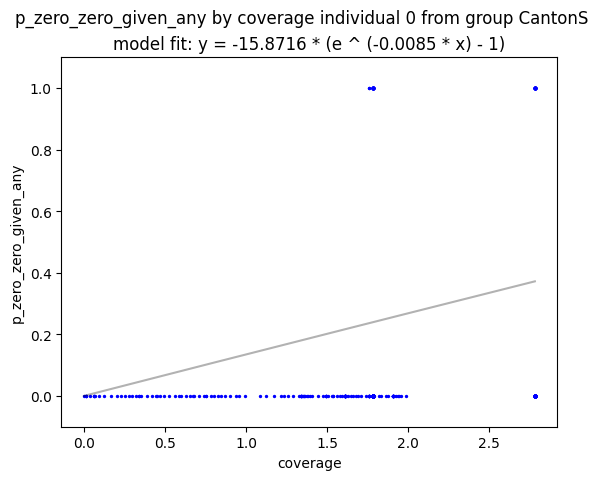 p_zero_zero_given_any by coverage individual 0 from group CantonS
model fit: y = -15.8716 * (e ^ (-0.0085 * x) - 1)
1.0
0.8
0.6
0.4
0.2
0.0
p_zero_zero_given_any
0.0 0.5 1.0 1.5 2.0 2.5
coverage